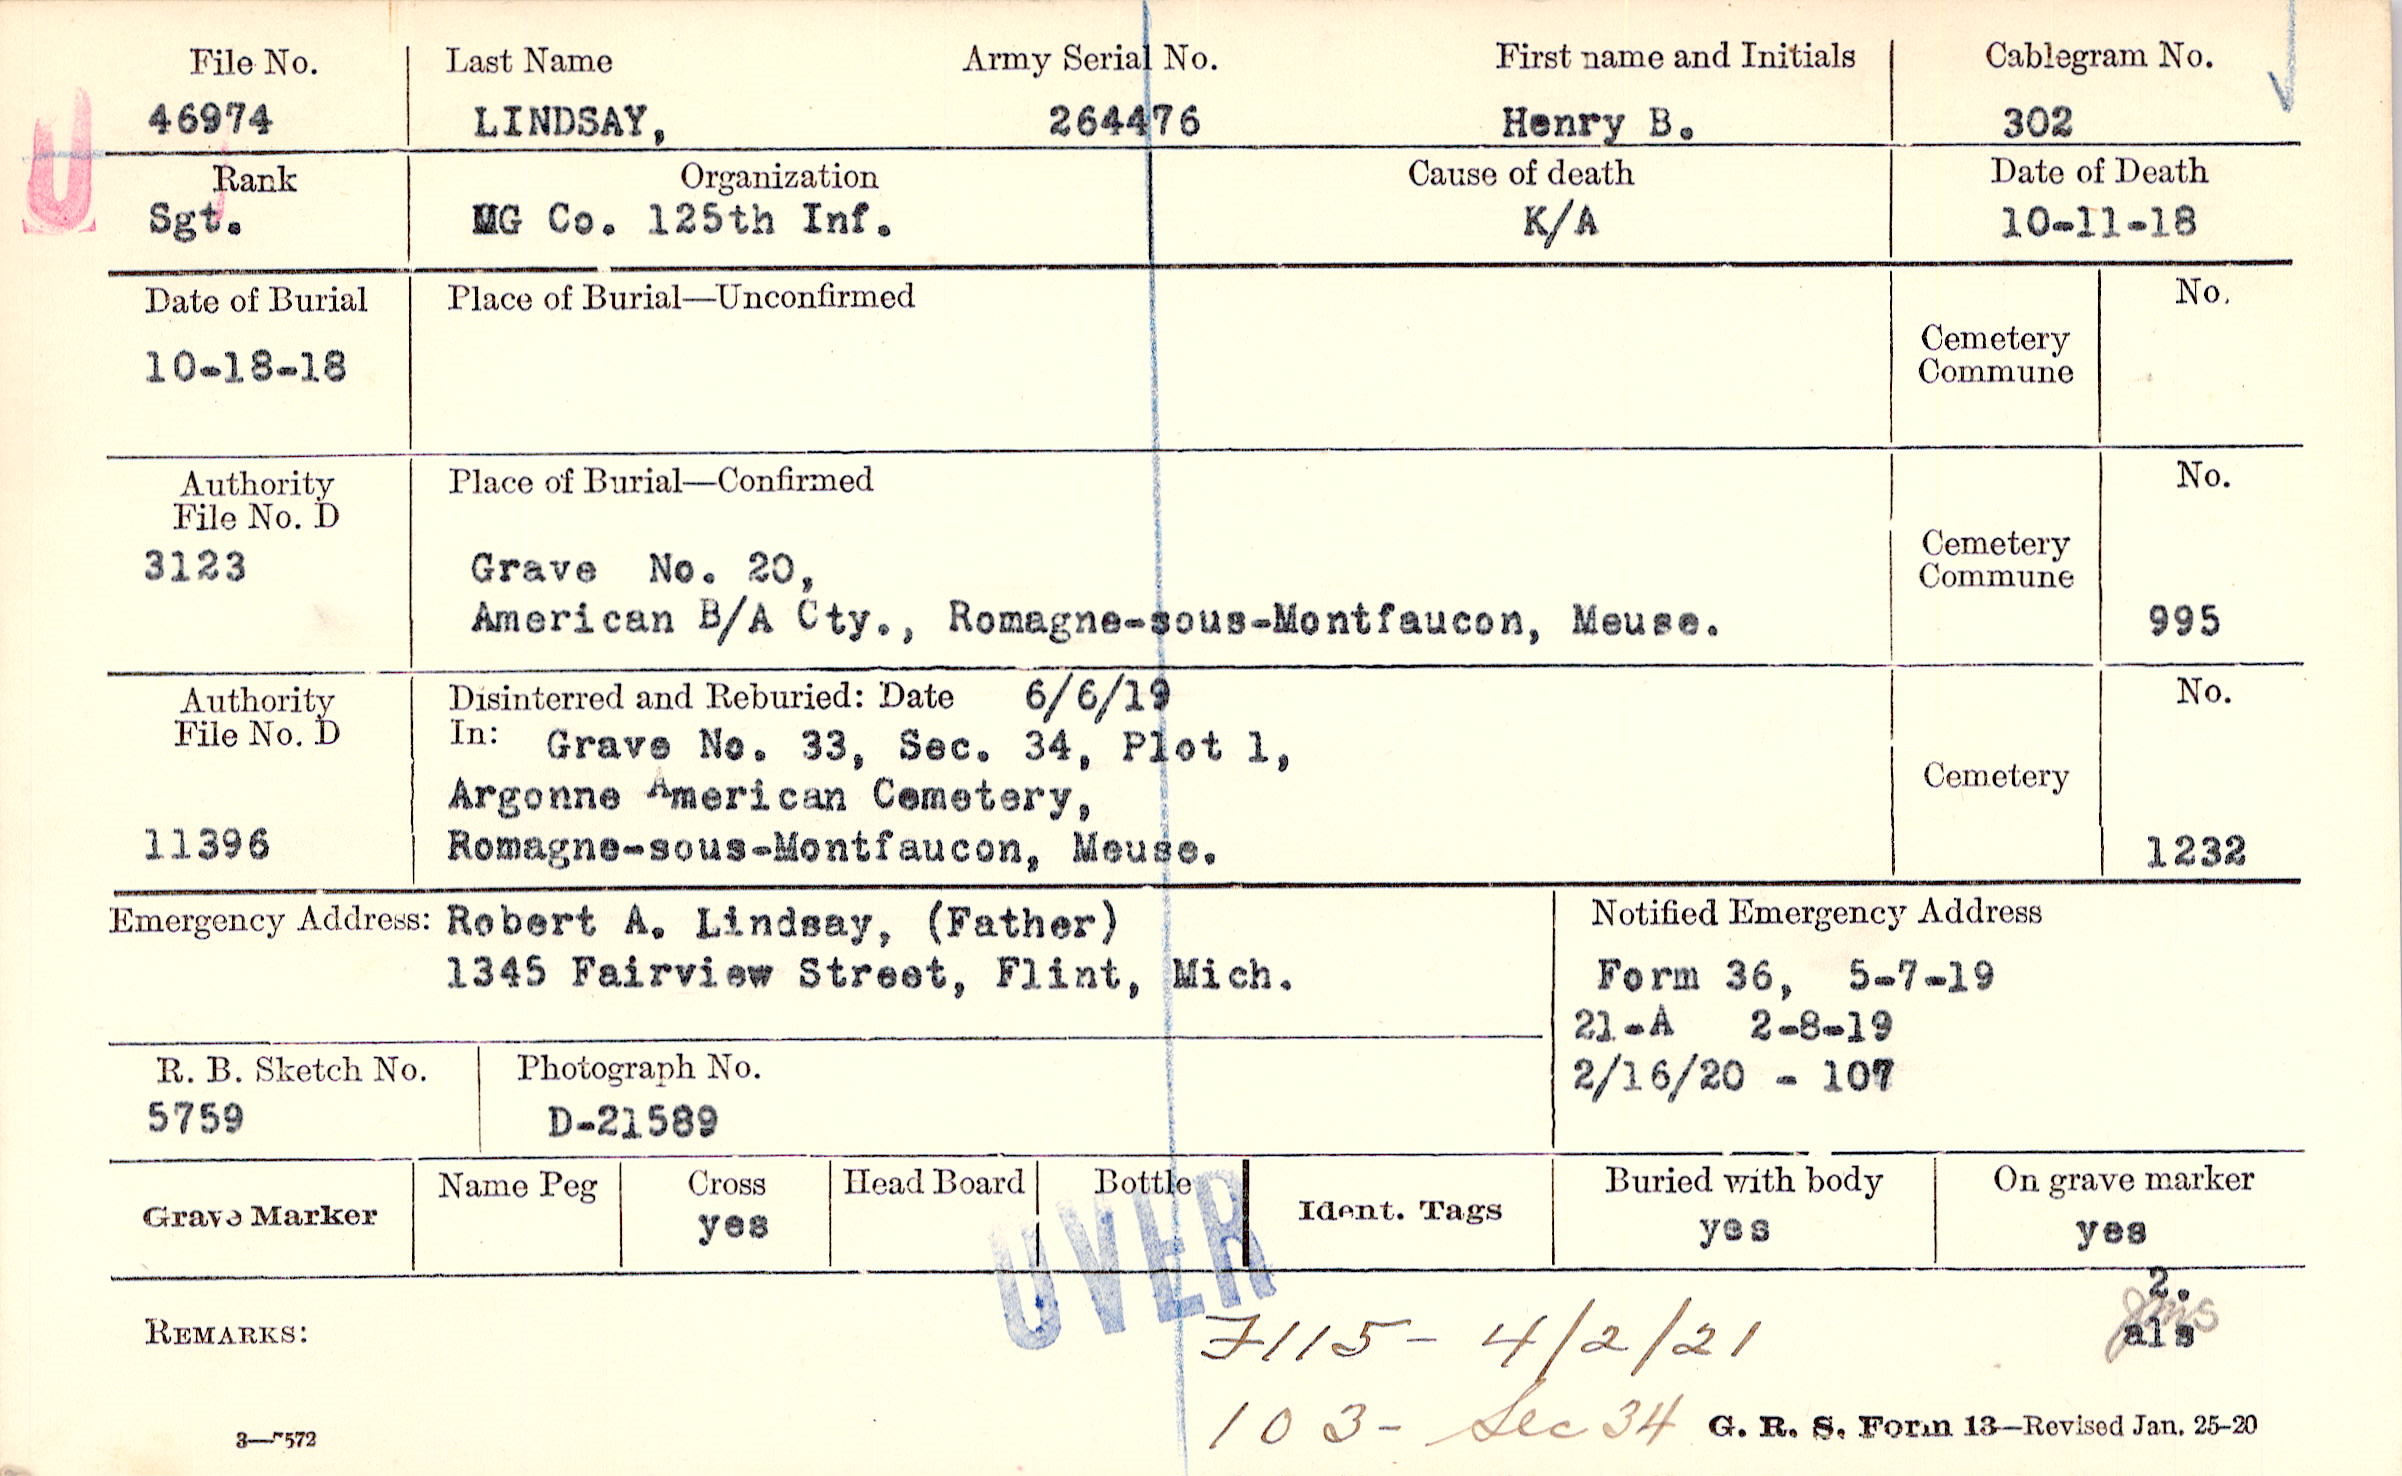 File No. Last Name Army Serial No. First name and Initials Cablegram No.
46974 LINDSAY, 264476 Henry B. 302
U
Rank Organization Cause of death Date of Death
Sgt. MG Co. 125th Inf. K/A 10-11-18
Date of Burial Place of Burial—Unconfirmed No.
Cemetery
Commune
10-18-18
Authority Place of Burial—Confirmed No.
File No. D
Cemetery
Commune
3123 Grave No. 20,
American B/A Cty., Romagne-sous-Montfaucon, Meuse. 995
Authority Disinterred and Reburied: Date 6/6/19 No.
File No. D In: Grave No. 33, Sec. 34, Plot 1,
Argonne American Cemetery, Cemetery
11396 Romagne-sous-Montfaucon, Meuse. 1232
Emergency Address: Robert A. Lindsay, (Father) Notified Emergency Address
1345 Fairview Street, Flint, Mich. Form 36, 5-7-19
21-A 2-8-19
R. B. Sketch No. Photograph No. 2/16/20 - 107
5759 D-21589
Grave Marker Name Peg Cross Head Board Bottle Ident. Tags Buried with body On grave marker
yes yes yes
OVER
2.
als
REMARKS: 7115- 4/2/21
103- Sec 34
3—7572 G. R. S. Form 13—Revised Jan. 25-20